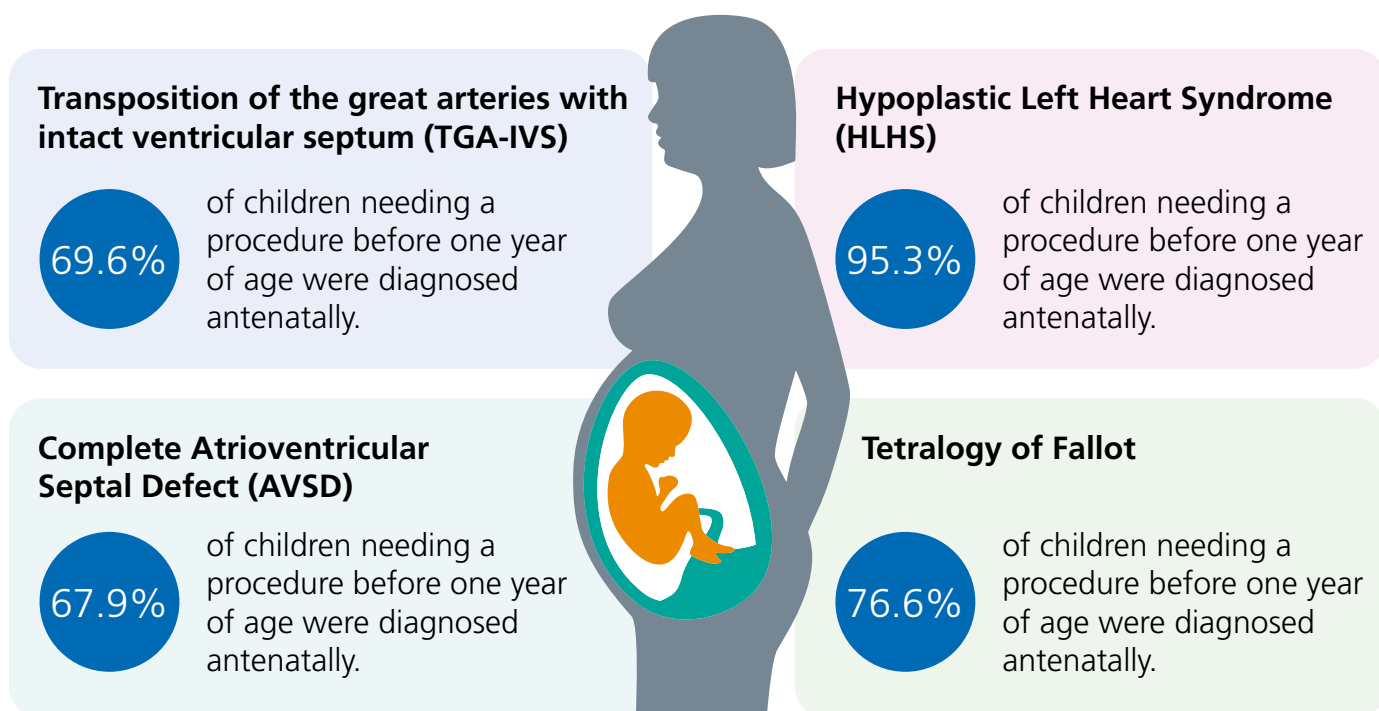 Transposition of the great arteries with
intact ventricular septum (TGA-IVS)
69.6%
of children needing a
procedure before one year
of age were diagnosed
antenatally.
Hypoplastic Left Heart Syndrome
(HLHS)
95.3%
of children needing a
procedure before one year
of age were diagnosed
antenatally.
Complete Atrioventricular
Septal Defect (AVSD)
67.9%
of children needing a
procedure before one year
of age were diagnosed
antenatally.
Tetralogy of Fallot
76.6%
of children needing a
procedure before one year
of age were diagnosed
antenatally.